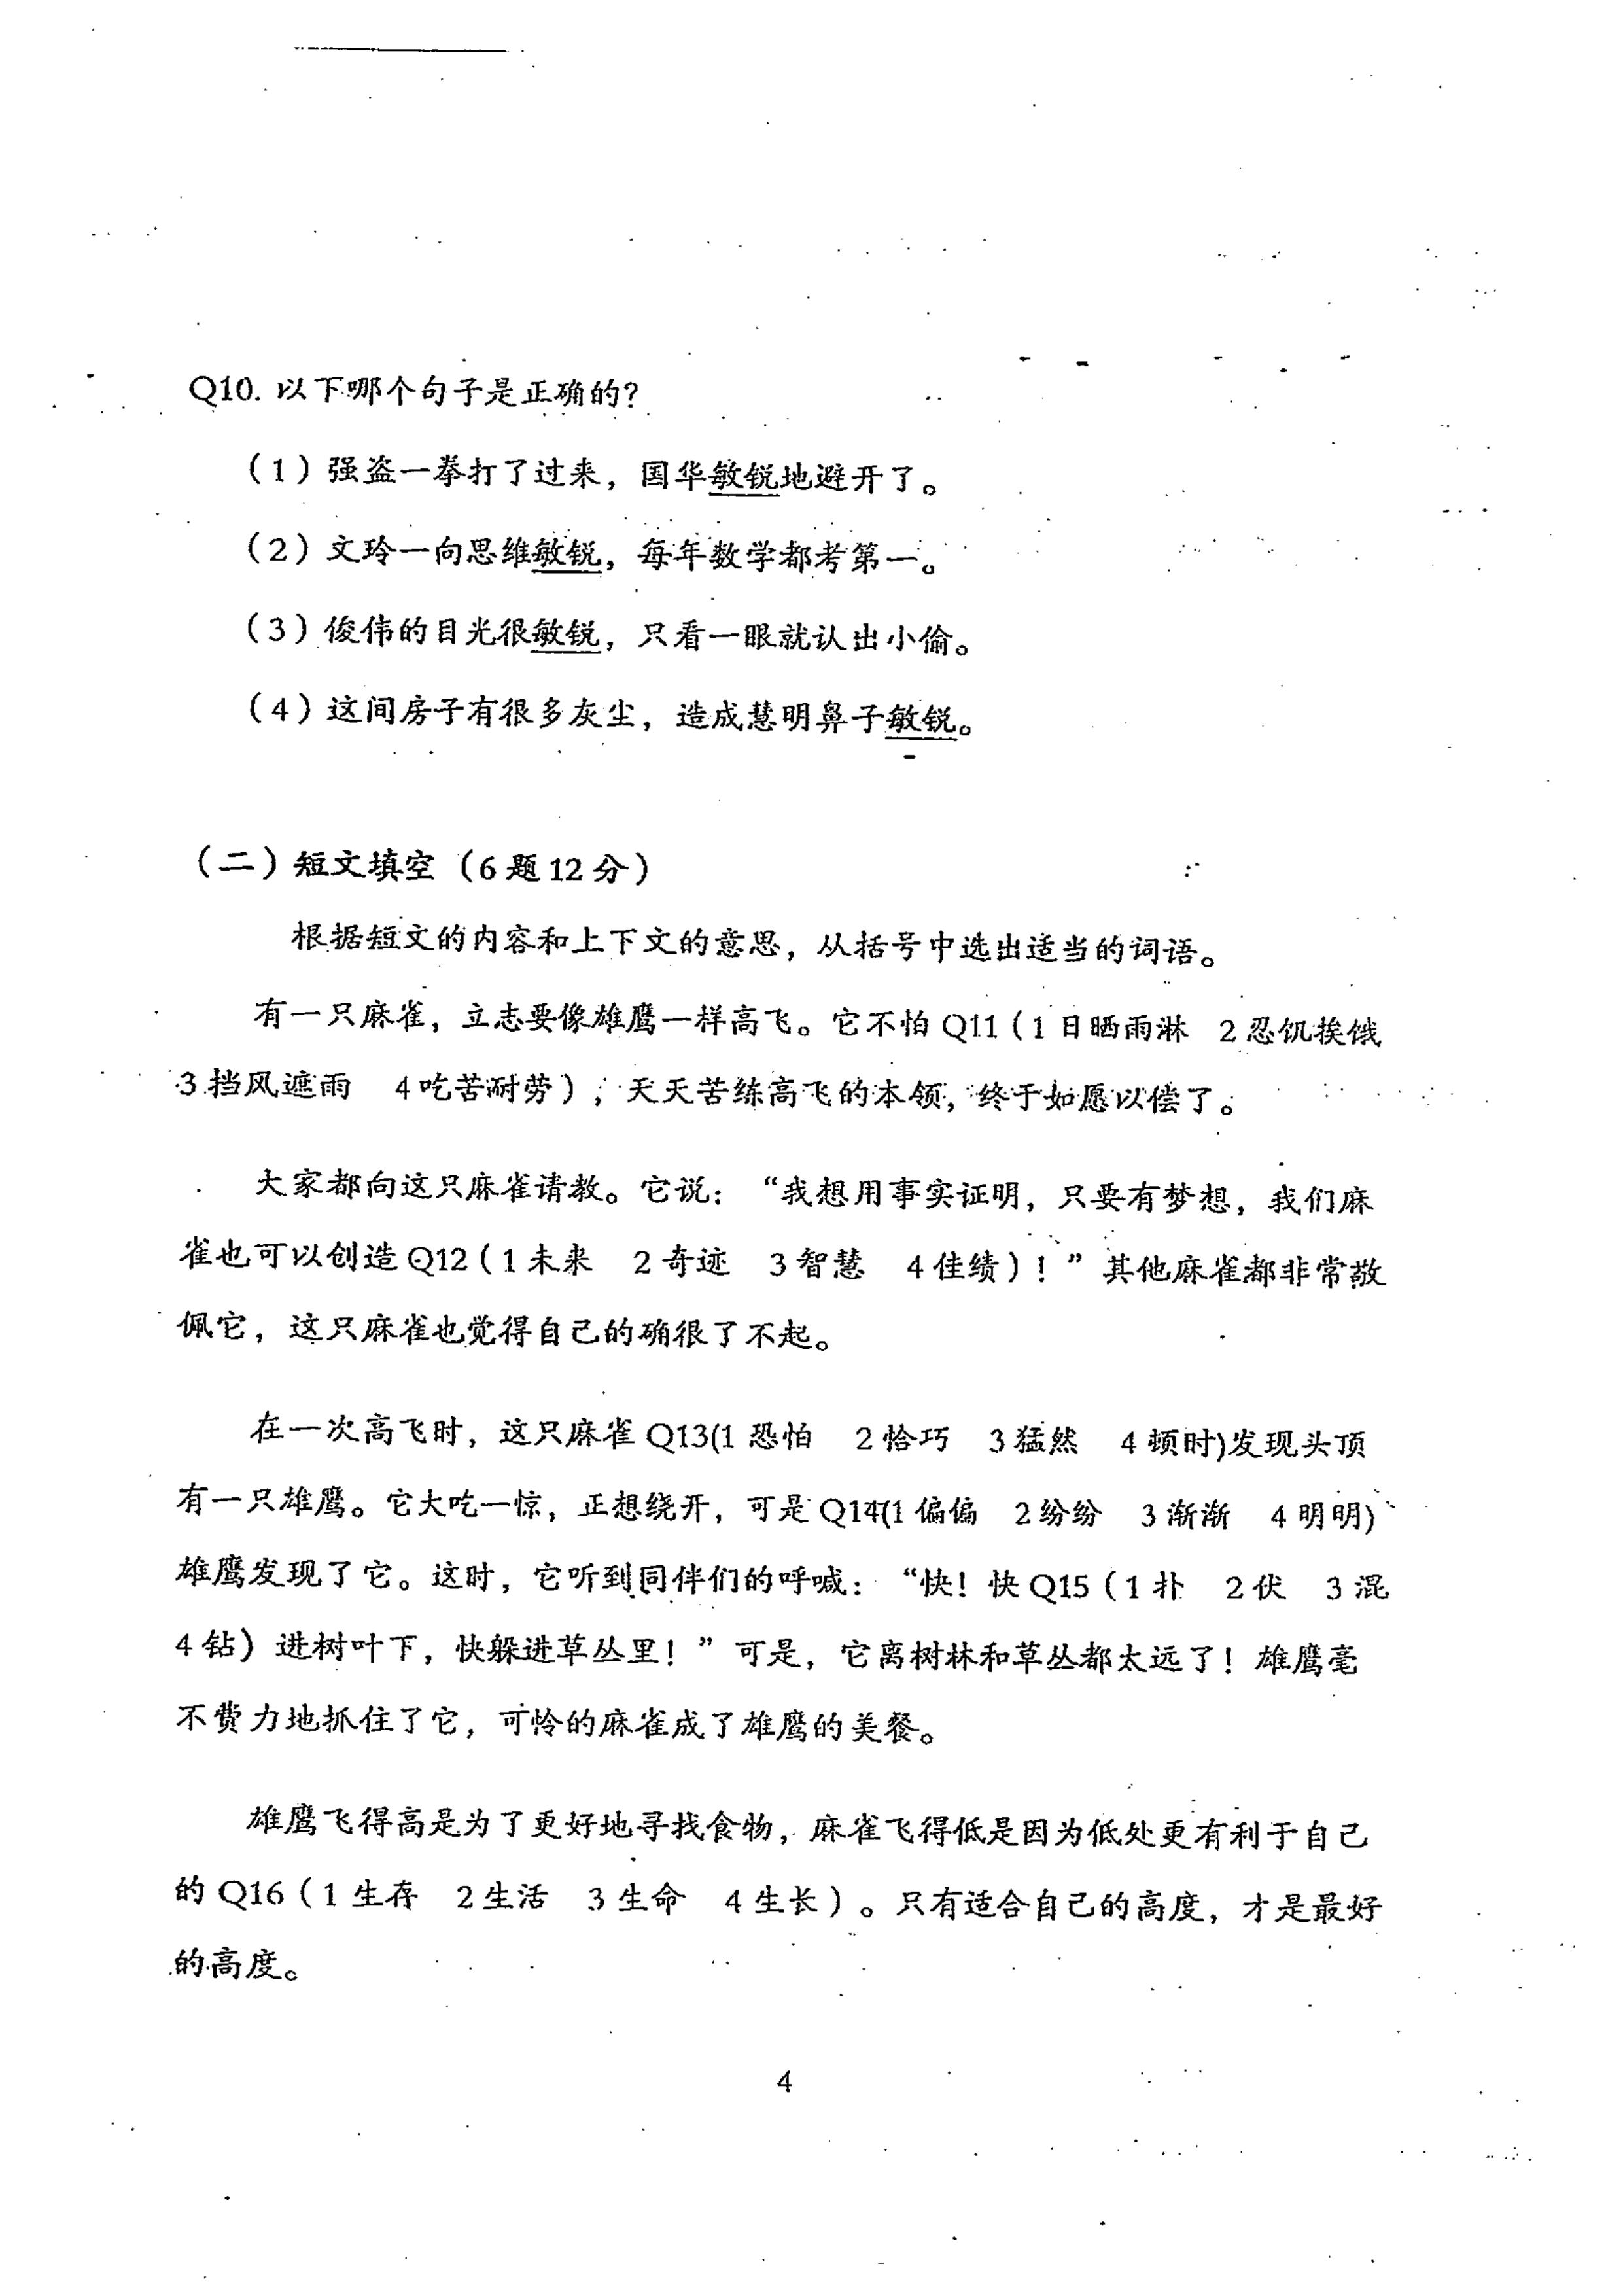 Q10. 以下哪个句子是正确的?
（1）强盗一拳打了过来，国华敏锐地避开了。
（2）文玲一向思维敏锐，每年数学都考第一。
（3）俊伟的目光很敏锐，只看一眼就认出小偷。
（4）这间房子有很多灰尘，造成慧明鼻子敏锐。
（二）短文填空（6题12分）
根据短文的内容和上下文的意思，从括号中选出适当的词语。
有一只麻雀，立志要像雄鹰一样高飞。它不怕Q11（1日晒雨淋 2忍饥挨饿
3挡风遮雨 4吃苦耐劳），天天苦练高飞的本领，终于如愿以偿了。
大家都向这只麻雀请教。它说：“我想用事实证明，只要有梦想，我们麻
雀也可以创造Q12（1未来 2奇迹 3智慧 4佳绩）！”其他麻雀都非常敬
佩它，这只麻雀也觉得自己的确很了不起。
在一次高飞时，这只麻雀Q13(1恐怕 2恰巧 3猛然 4顿时)发现头顶
有一只雄鹰。它大吃一惊，正想绕开，可是Q14(1偏偏 2纷纷 3渐渐 4明明)
雄鹰发现了它。这时，它听到同伴们的呼喊：“快！快Q15（1扑 2伏 3混
4钻）进树叶下，快躲进草丛里！”可是，它离树林和草丛都太远了！雄鹰毫
不费力地抓住了它，可怜的麻雀成了雄鹰的美餐。
雄鹰飞得高是为了更好地寻找食物，麻雀飞得低是因为低处更有利于自己
的Q16（1生存 2生活 3生命 4生长）。只有适合自己的高度，才是最好
的高度。
4